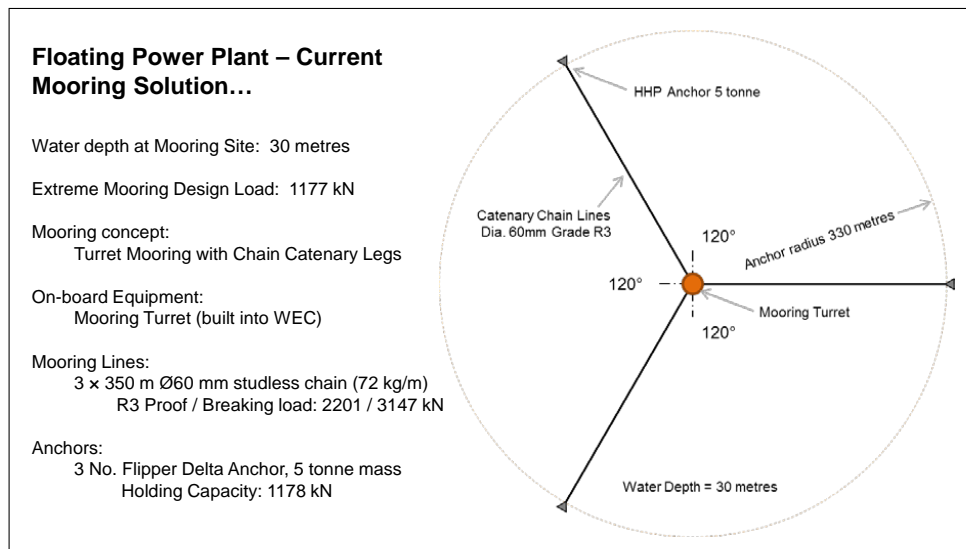 Floating Power Plant – Current
Mooring Solution…
Water depth at Mooring Site:  30 metres
Extreme Mooring Design Load:  1177 kN
Mooring concept:
Turret Mooring with Chain Catenary Legs
On-board Equipment:
Mooring Turret (built into WEC)
Mooring Lines:
3 × 350 m Ø60 mm studless chain (72 kg/m)
R3 Proof / Breaking load: 2201 / 3147 kN
Anchors:
3 No. Flipper Delta Anchor, 5 tonne mass
Holding Capacity: 1178 kN
HHP Anchor 5 tonne
Catenary Chain Lines
Dia. 60mm Grade R3
Anchor radius 330 metres
120°
120°
Mooring Turret
120°
Water Depth = 30 metres